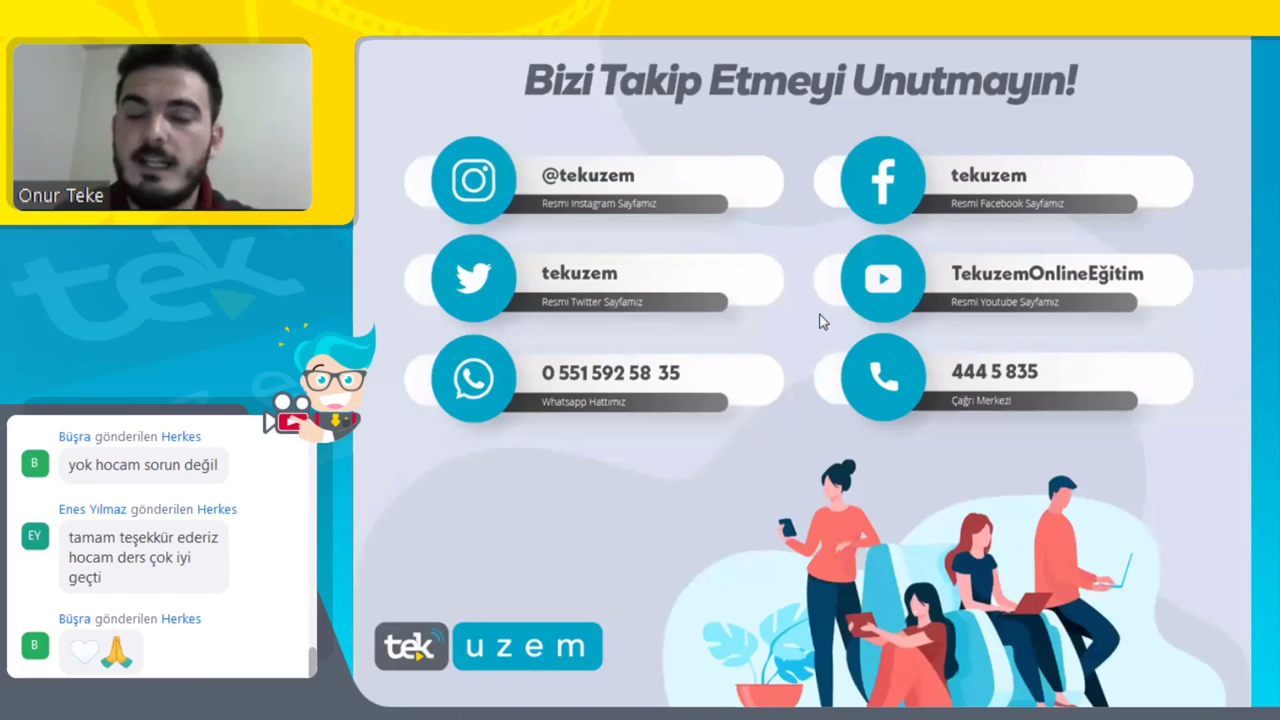 Bizi Takip Etmeyi Unutmayın!
Onur Teke
@tekuzem
Resmi Instagram Sayfamız
tekuzem
Resmi Facebook Sayfamız
tekuzem
Resmi Twitter Sayfamız
TekuzemOnlineEğitim
Resmi Youtube Sayfamız
0 551 592 58 35
Whatsapp Hattımız
444 5 835
Çağrı Merkezi
tek
Büşra gönderilen Herkes
B
yok hocam sorun değil
Enes Yılmaz gönderilen Herkes
EY
tamam teşekkür ederiz
hocam ders çok iyi
geçti
Büşra gönderilen Herkes
B
tek uzem